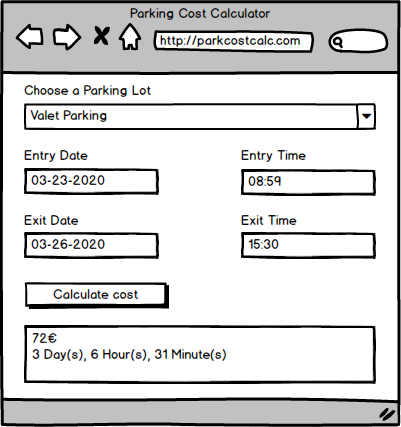 Parking Cost Calculator
http://parkcostcalc.com
Choose a Parking Lot
Valet Parking
Entry Date
Entry Time
03-23-2020
08:59
Exit Date
Exit Time
03-26-2020
15:30
Calculate cost
72€
3 Day(s), 6 Hour(s), 31 Minute(s)